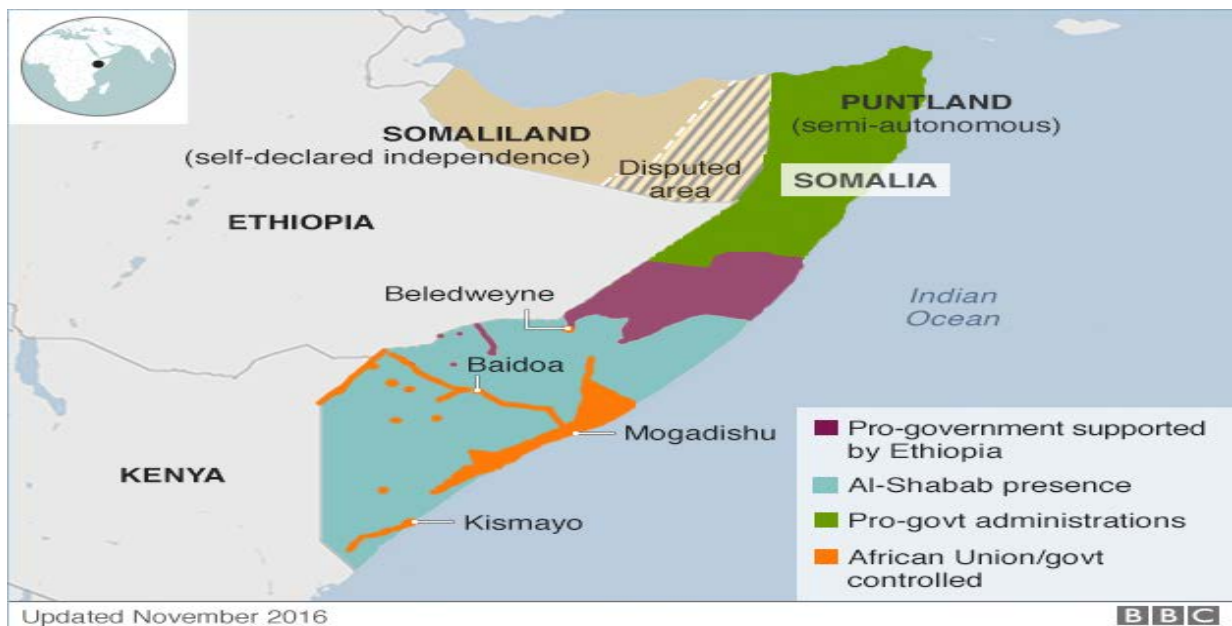 SOMALILAND
(self-declared independence)
PUNTLAND
(semi-autonomous)
Disputed
area
SOMALIA
ETHIOPIA
Beledweyne
Indian
Ocean
Baidoa
Mogadishu
KENYA
Kismayo
Pro-government supported
by Ethiopia
Al-Shabab presence
Pro-govt administrations
African Union/govt
controlled
Updated November 2016
BBC